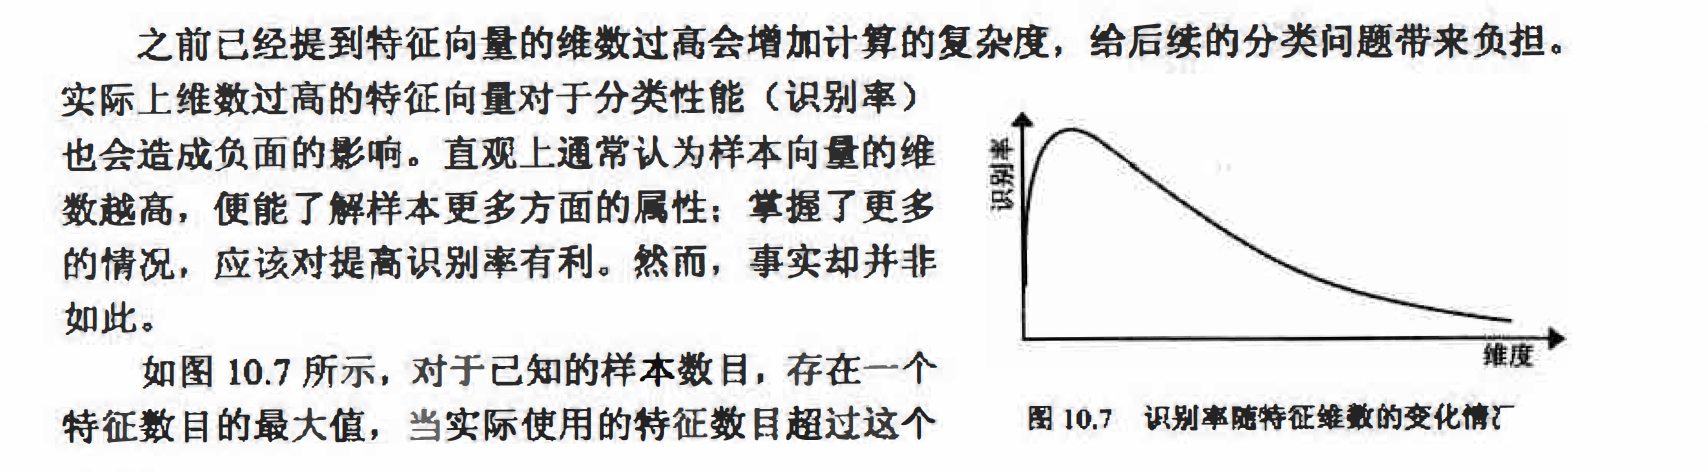 之前已经提到特征向量的维数过高会增加计算的复杂度，给后续的分类问题带来负担。
实际上维数过高的特征向量对于分类性能（识别率）
也会造成负面的影响。直观上通常认为样本向量的维
数越高，便能了解样本更多方面的属性；掌握了更多
的情况，应该对提高识别率有利。然而，事实却并非
如此。
如图 10.7 所示，对于已知的样本数目，存在一个
特征数目的最大值，当实际使用的特征数目超过这个
识别率
维度
图 10.7 识别率随特征维数的变化情